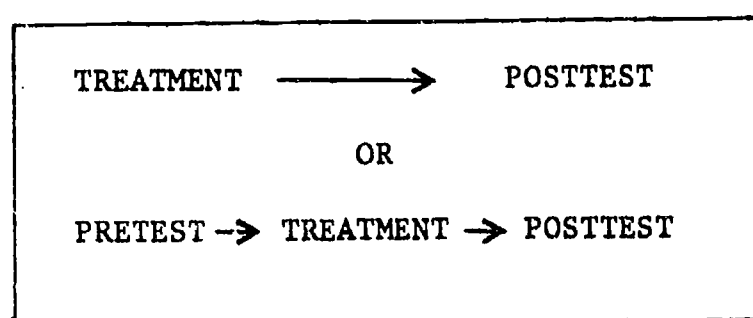 TREATMENT → POSTTEST
OR
PRETEST → TREATMENT → POSTTEST